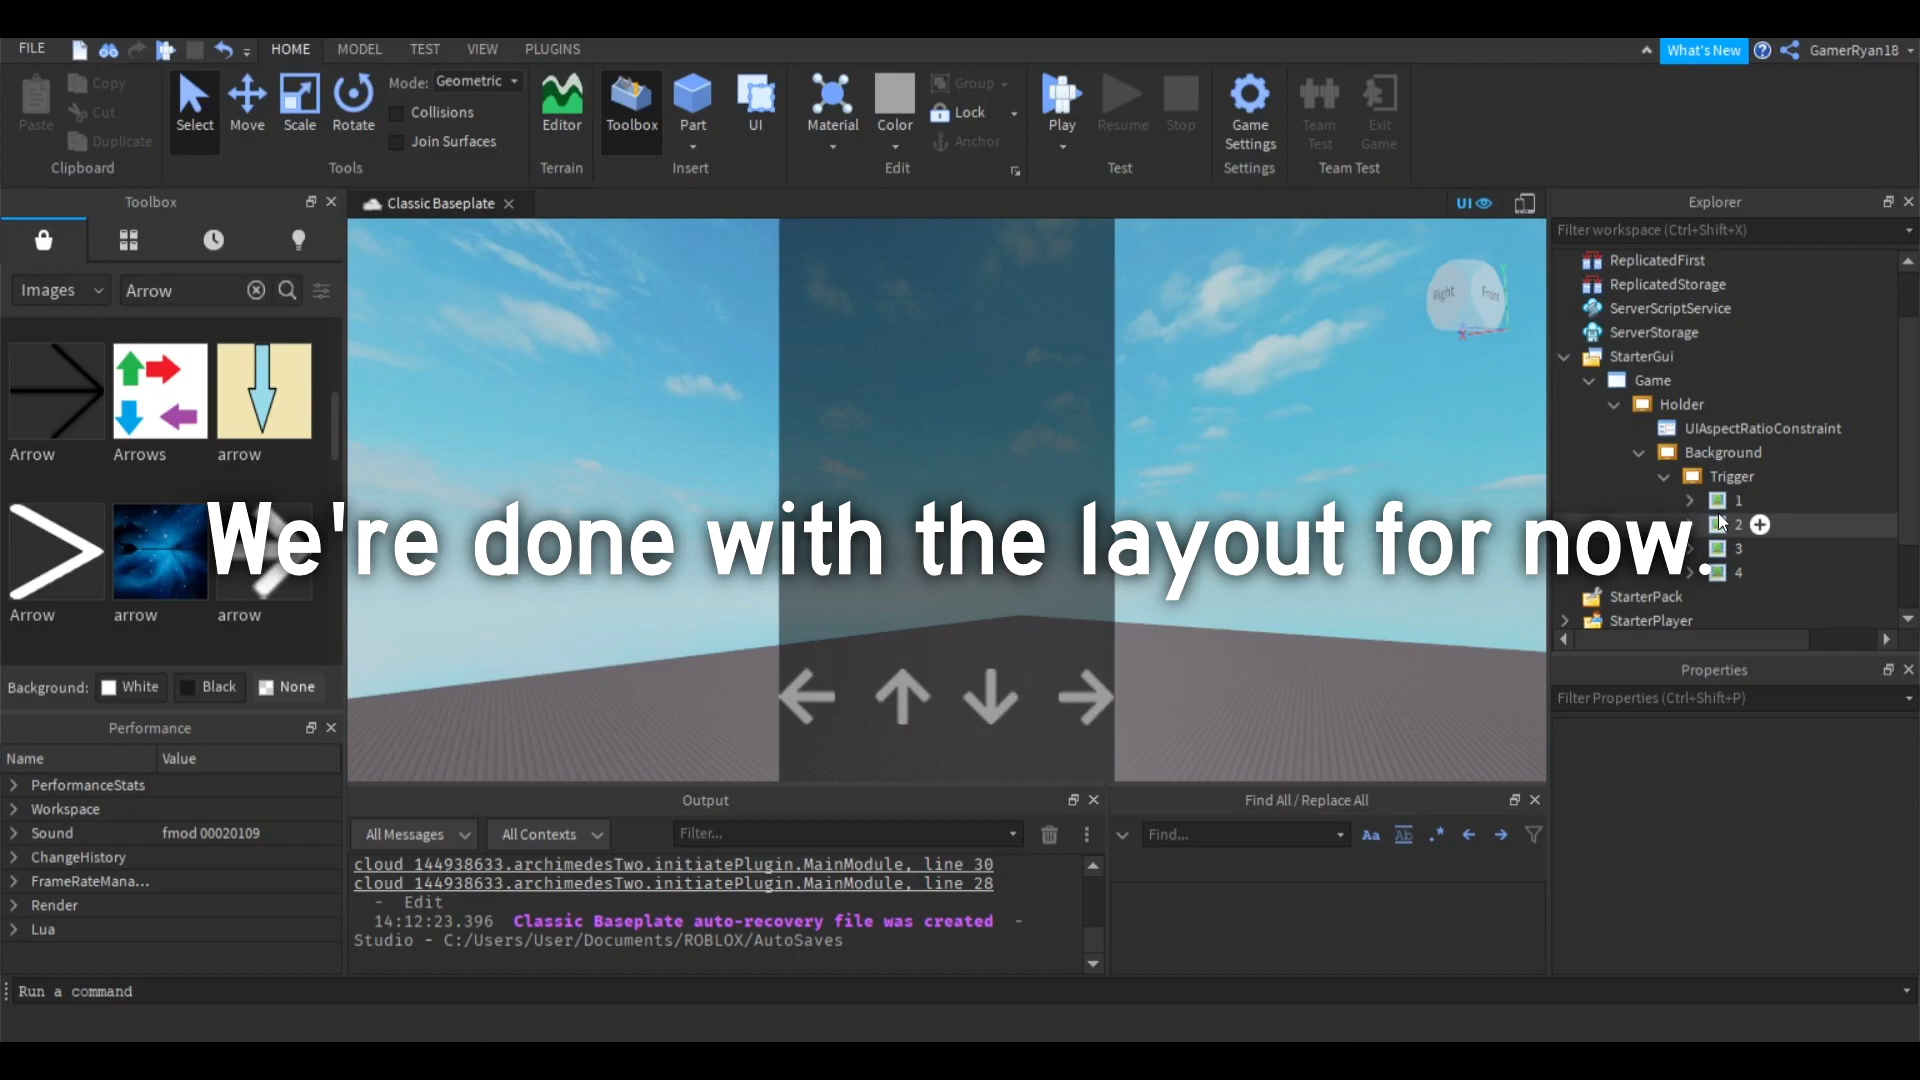 FILE
HOME
MODEL
TEST
VIEW
PLUGINS
What's New
GamerRyan18
Paste
Copy
Cut
Duplicate
Clipboard
Select
Move
Scale
Rotate
Mode: Geometric
Collisions
Join Surfaces
Tools
Editor
Terrain
Toolbox
Part
UI
Insert
Material
Color
Group
Lock
Anchor
Edit
Play
Resume
Stop
Test
Game Settings
Settings
Team Test
Exit Game
Team Test
Toolbox
Classic Baseplate
UI
Explorer
Images
Arrow
Filter workspace (Ctrl+Shift+X)
Right
Front
Y
X
ReplicatedFirst
ReplicatedStorage
ServerScriptService
ServerStorage
StarterGui
Game
Holder
UIAspectRatioConstraint
Background
Trigger
1
2
3
4
StarterPack
StarterPlayer
Arrow
Arrows
arrow
We're done with the layout for now.
Arrow
arrow
arrow
Background: White Black None
Properties
Filter Properties (Ctrl+Shift+P)
Performance
Name Value
PerformanceStats
Workspace
Sound fmod 00020109
ChangeHistory
FrameRateMana...
Render
Lua
Output
All Messages
All Contexts
Filter...
cloud_144938633.archimedesTwo.initiatePlugin.MainModule, line 30
cloud_144938633.archimedesTwo.initiatePlugin.MainModule, line 28
- Edit
14:12:23.396 Classic Baseplate auto-recovery file was created -
Studio - C:/Users/User/Documents/ROBLOX/AutoSaves
Find All / Replace All
Find...
Aa
Ab
.*
Run a command